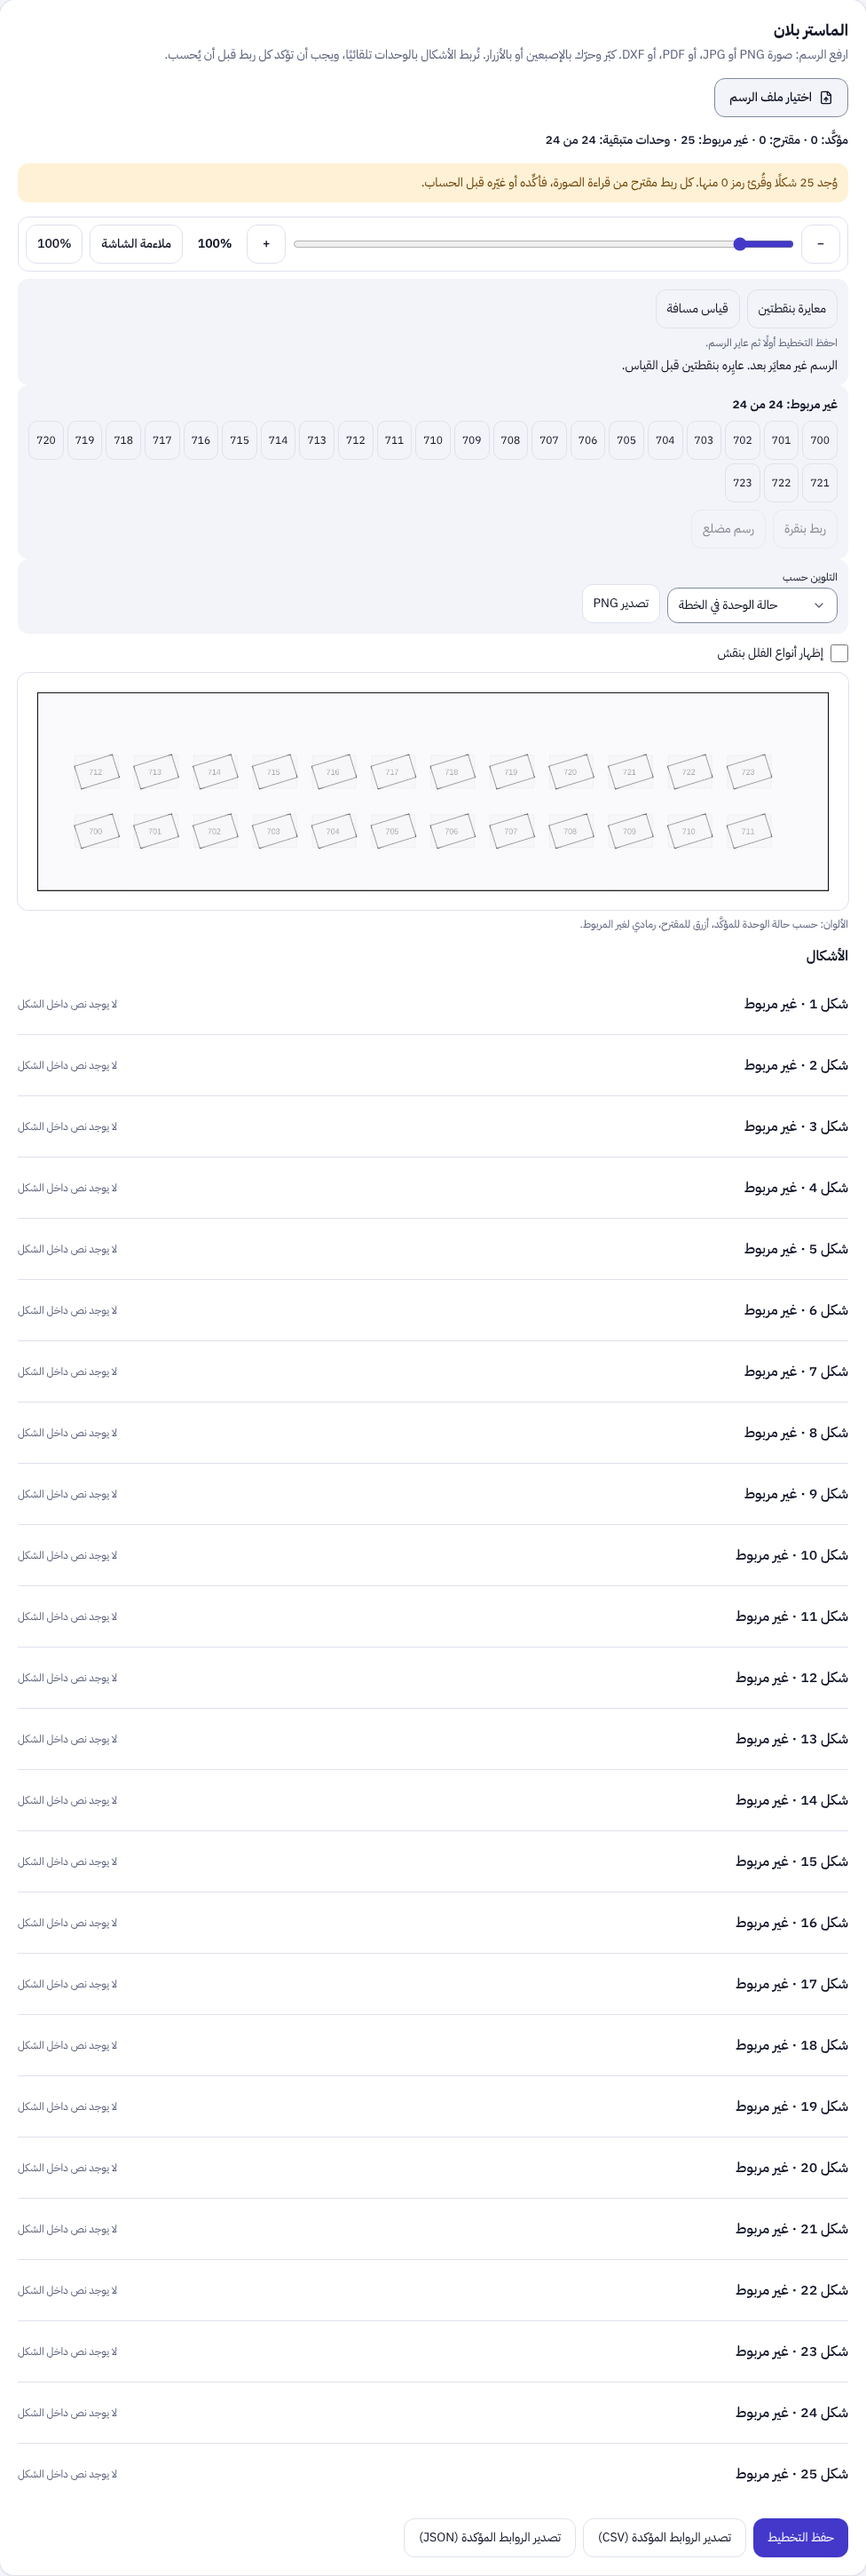 الماستر بلان
ارفع الرسم: صورة PNG أو JPG، أو PDF، أو DXF. كبّر وحرّك بالإصبعين أو بالأزرار. تُربط الأشكال بالوحدات تلقائيًا، ويجب أن تؤكد كل ربط قبل أن يُحسب.
اختيار ملف الرسم
مؤكَّد: 0 · مقترح: 0 · غير مربوط: 25 · وحدات متبقية: 24 من 24
وُجد 25 شكلًا وقُرئ رمز 0 منها. كل ربط مقترح من قراءة الصورة، فأكِّده أو غيّره قبل الحساب.
− + 100% ملاءمة الشاشة 100%
معايرة بنقطتين قياس مسافة
احفظ التخطيط أولًا ثم عاير الرسم.
الرسم غير معايَر بعد. عايِره بنقطتين قبل القياس.
غير مربوط: 24 من 24
700 701 702 703 704 705 706 707 708 709 710 711 712 713 714 715 716 717 718 719 720
721 722 723
ربط بنقرة رسم مضلع
التلوين حسب
حالة الوحدة في الخطة تصدير PNG
إظهار أنواع الفلل بنقش
712 713 714 715 716 717 718 719 720 721 722 723
700 701 702 703 704 705 706 707 708 709 710 711
الألوان: حسب حالة الوحدة للمؤكَّد، أزرق للمقترح، رمادي لغير المربوط.
الأشكال
شكل 1 · غير مربوط لا يوجد نص داخل الشكل
شكل 2 · غير مربوط لا يوجد نص داخل الشكل
شكل 3 · غير مربوط لا يوجد نص داخل الشكل
شكل 4 · غير مربوط لا يوجد نص داخل الشكل
شكل 5 · غير مربوط لا يوجد نص داخل الشكل
شكل 6 · غير مربوط لا يوجد نص داخل الشكل
شكل 7 · غير مربوط لا يوجد نص داخل الشكل
شكل 8 · غير مربوط لا يوجد نص داخل الشكل
شكل 9 · غير مربوط لا يوجد نص داخل الشكل
شكل 10 · غير مربوط لا يوجد نص داخل الشكل
شكل 11 · غير مربوط لا يوجد نص داخل الشكل
شكل 12 · غير مربوط لا يوجد نص داخل الشكل
شكل 13 · غير مربوط لا يوجد نص داخل الشكل
شكل 14 · غير مربوط لا يوجد نص داخل الشكل
شكل 15 · غير مربوط لا يوجد نص داخل الشكل
شكل 16 · غير مربوط لا يوجد نص داخل الشكل
شكل 17 · غير مربوط لا يوجد نص داخل الشكل
شكل 18 · غير مربوط لا يوجد نص داخل الشكل
شكل 19 · غير مربوط لا يوجد نص داخل الشكل
شكل 20 · غير مربوط لا يوجد نص داخل الشكل
شكل 21 · غير مربوط لا يوجد نص داخل الشكل
شكل 22 · غير مربوط لا يوجد نص داخل الشكل
شكل 23 · غير مربوط لا يوجد نص داخل الشكل
شكل 24 · غير مربوط لا يوجد نص داخل الشكل
شكل 25 · غير مربوط لا يوجد نص داخل الشكل
حفظ التخطيط تصدير الروابط المؤكدة (CSV) تصدير الروابط المؤكدة (JSON)